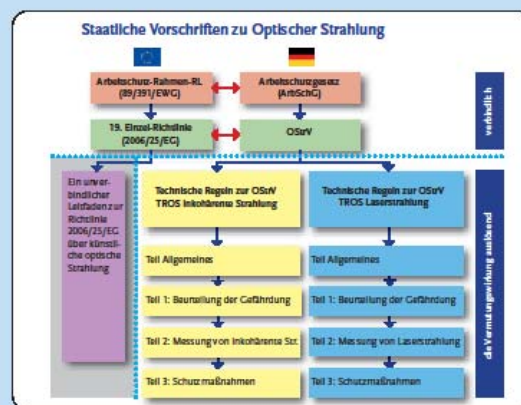 Staatliche Vorschriften zu Optischer Strahlung
Arbeitsschutz-Rahmen-RL
(89/391/EWG)
Arbeitsschutzgesetz
(ArbSchG)
19. Einzel-Richtlinie
(2006/25/EG)
OStrV
verbindlich
Ein unver-
bindlicher
Leitfaden zur
Richtlinie
2006/25/EG
über künstli-
che optische
Strahlung
Technische Regeln zur OStrV
TROS Inkohärente Strahlung
Technische Regeln zur OStrV
TROS Laserstrahlung
Teil Allgemeines
Teil Allgemeines
Teil 1: Beurteilung der Gefährdung
Teil 1: Beurteilung der Gefährdung
Teil 2: Messung von Inkohärente Str.
Teil 2: Messung von Laserstrahlung
Teil 3: Schutzmaßnahmen
Teil 3: Schutzmaßnahmen
die Vermutungswirkung auslösend